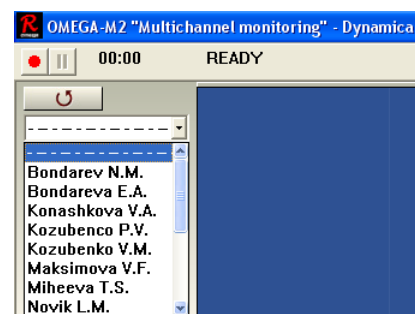 OMEGA-M2 "Multichannel monitoring" - Dynamica
00:00 READY
- - - - - - - - - - - -
- - - - - - - - - - - -
Bondarev N.M.
Bondareva E.A.
Konashkova V.A.
Kozubenco P.V.
Kozubenko V.M.
Maksimova V.F.
Miheeva T.S.
Novik L.M.